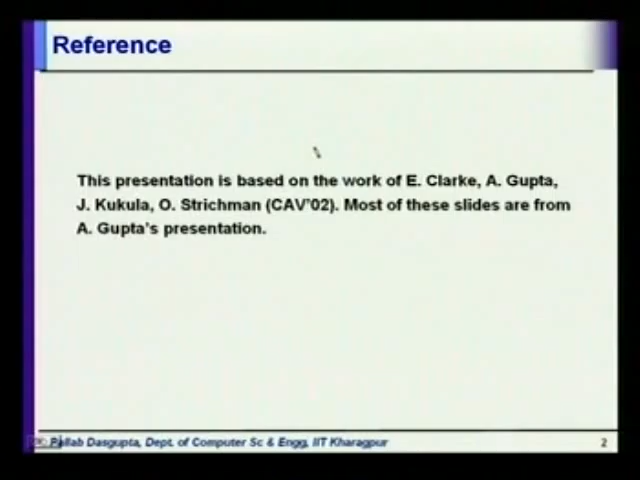 Reference
This presentation is based on the work of E. Clarke, A. Gupta,
J. Kukula, O. Strichman (CAV'02). Most of these slides are from
A. Gupta's presentation.
Pallab Dasgupta, Dept. of Computer Sc & Engg, IIT Kharagpur 2